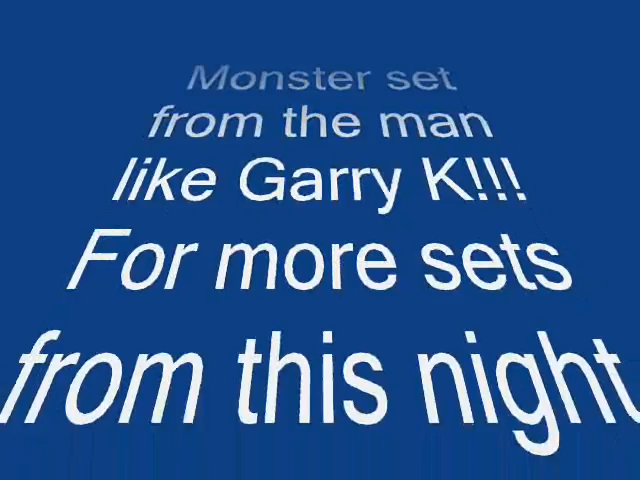 Monster set
from the man
like Garry K!!!
For more sets
from this night